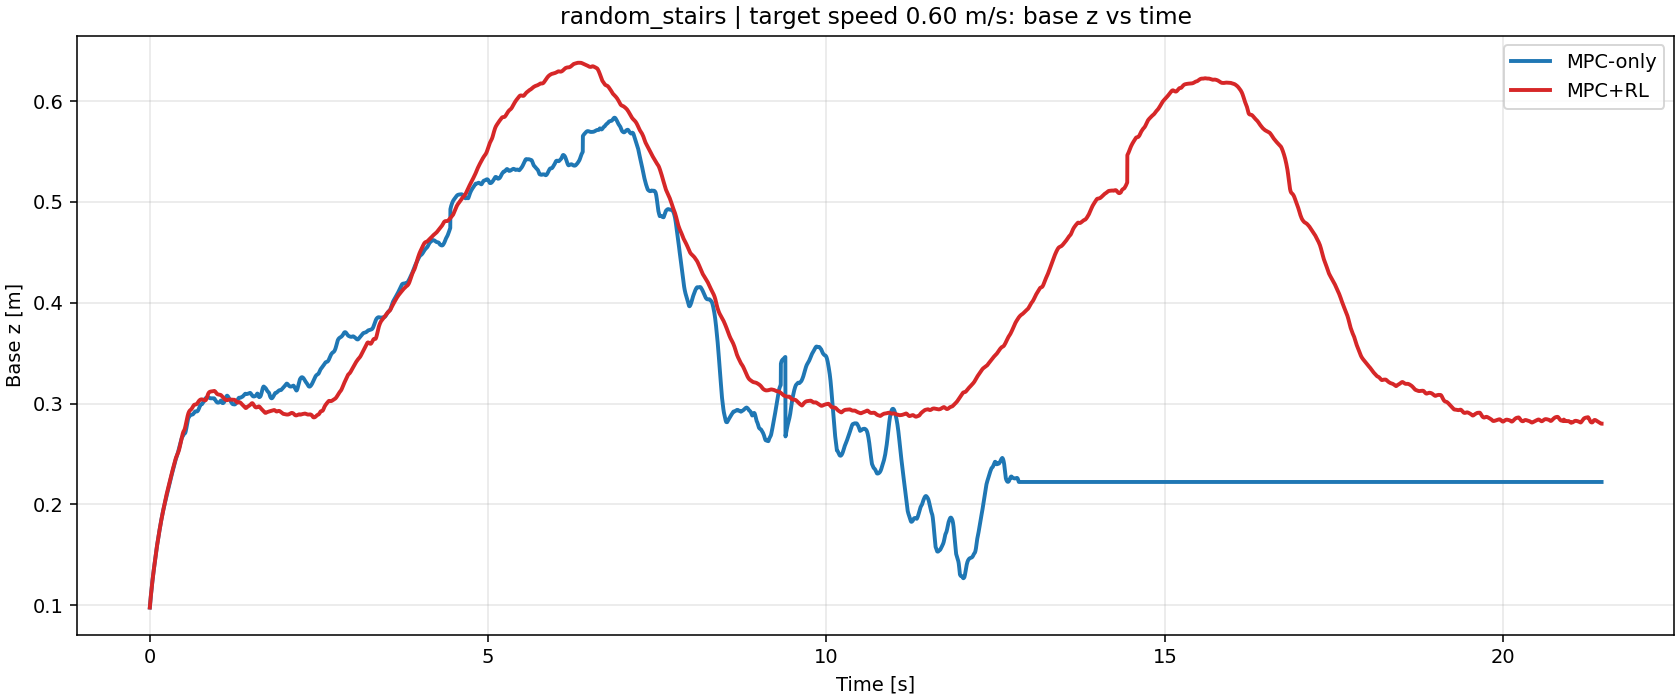 random_stairs | target speed 0.60 m/s: base z vs time
MPC-only
MPC+RL
Base z [m]
0.6
0.5
0.4
0.3
0.2
0.1
0 5 10 15 20
Time [s]